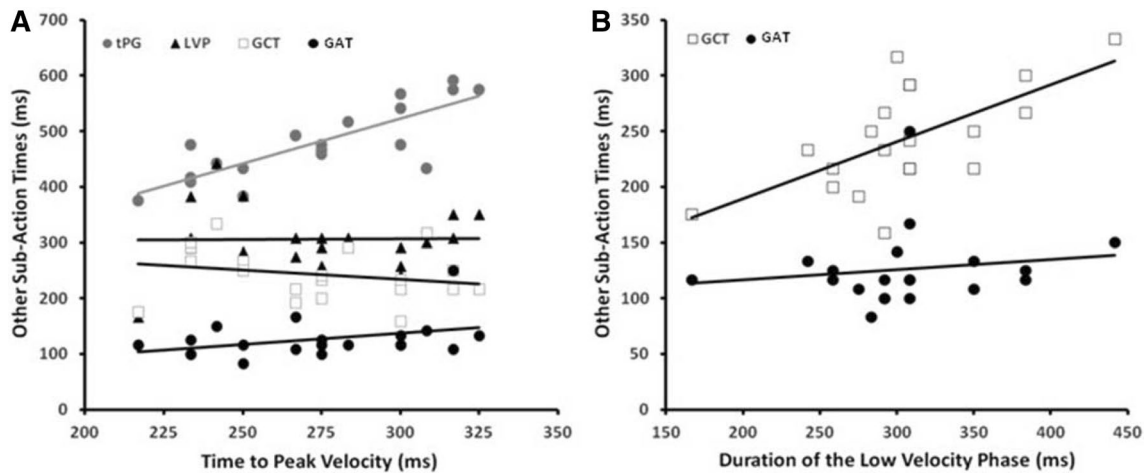 A
tPG LVP GCT GAT
700
600
500
400
300
200
100
0
Other Sub-Action Times (ms)
200 225 250 275 300 325 350
Time to Peak Velocity (ms)
B
GCT GAT
350
300
250
200
150
100
50
0
Other Sub-Action Times (ms)
150 200 250 300 350 400 450
Duration of the Low Velocity Phase (ms)